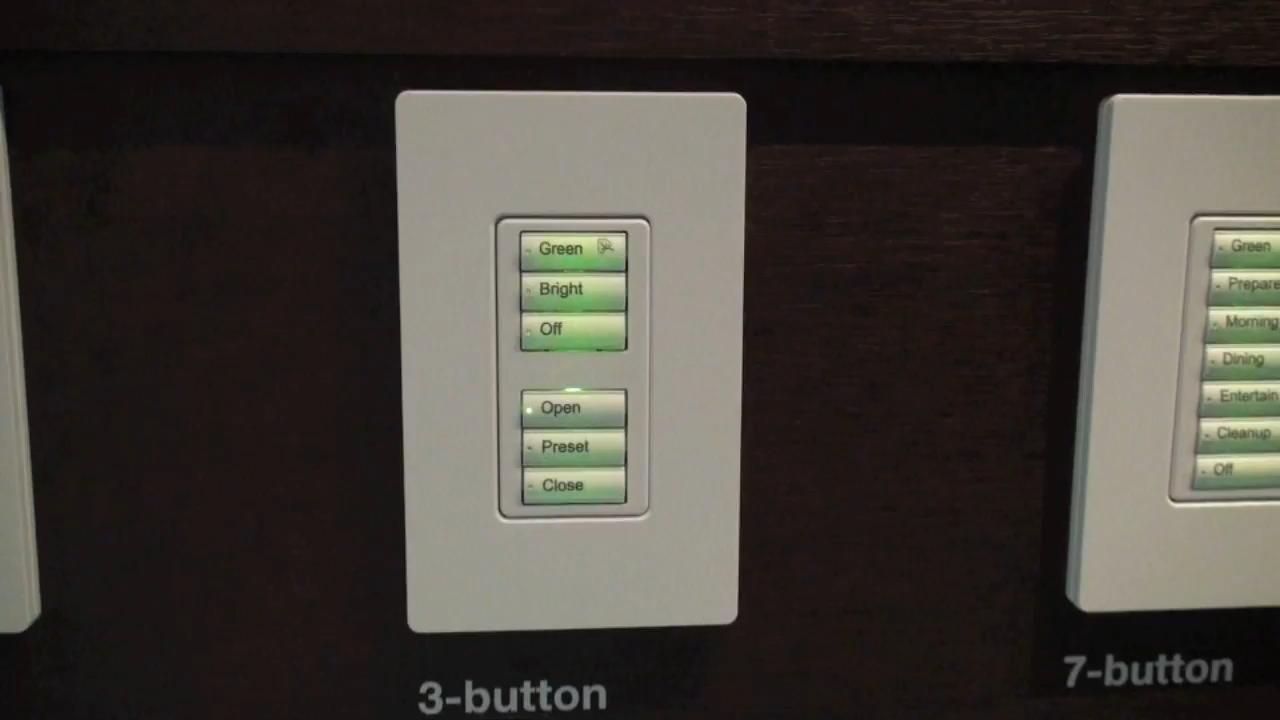 Green
Bright
Off
Open
Preset
Close
3-button
Green
Prepare
Morning
Dining
Entertain
Cleanup
Off
7-button